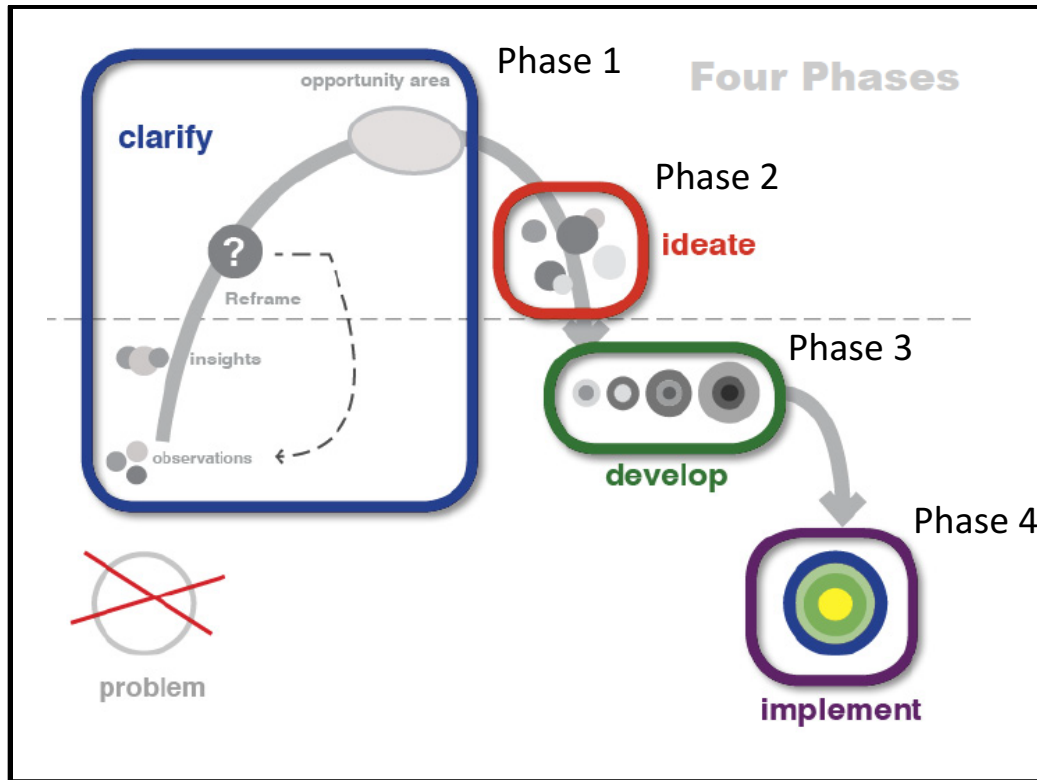 Phase 1
Four Phases
opportunity area
clarify
Phase 2
ideate
?
Reframe
Phase 3
insights
observations
develop
Phase 4
problem
implement